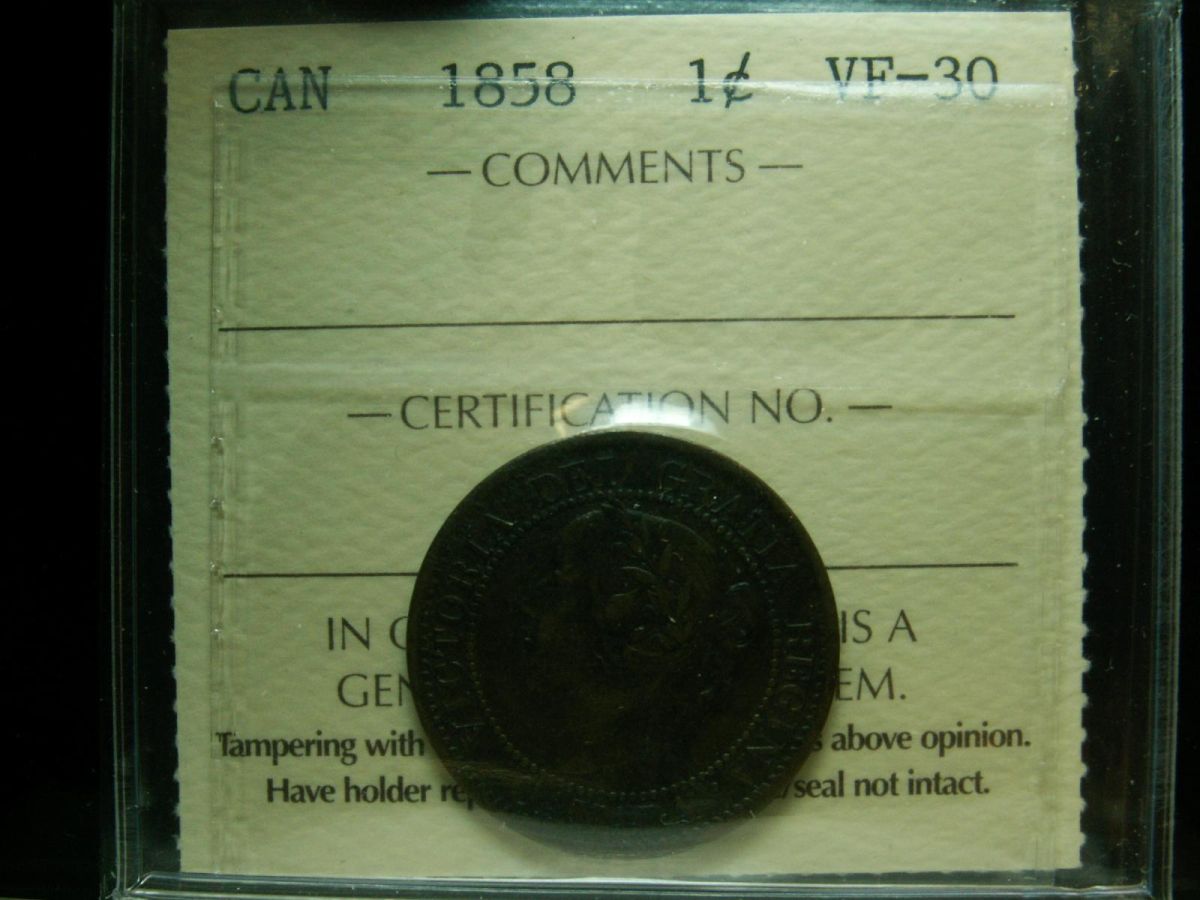 CAN 1858 1¢ VF-30
— COMMENTS —
— CERTIFICATION NO. —
VICTORIA DEI GRATIA REGINA
IN IS A
GEN EM.
Tampering with above opinion.
Have holder /seal not intact.